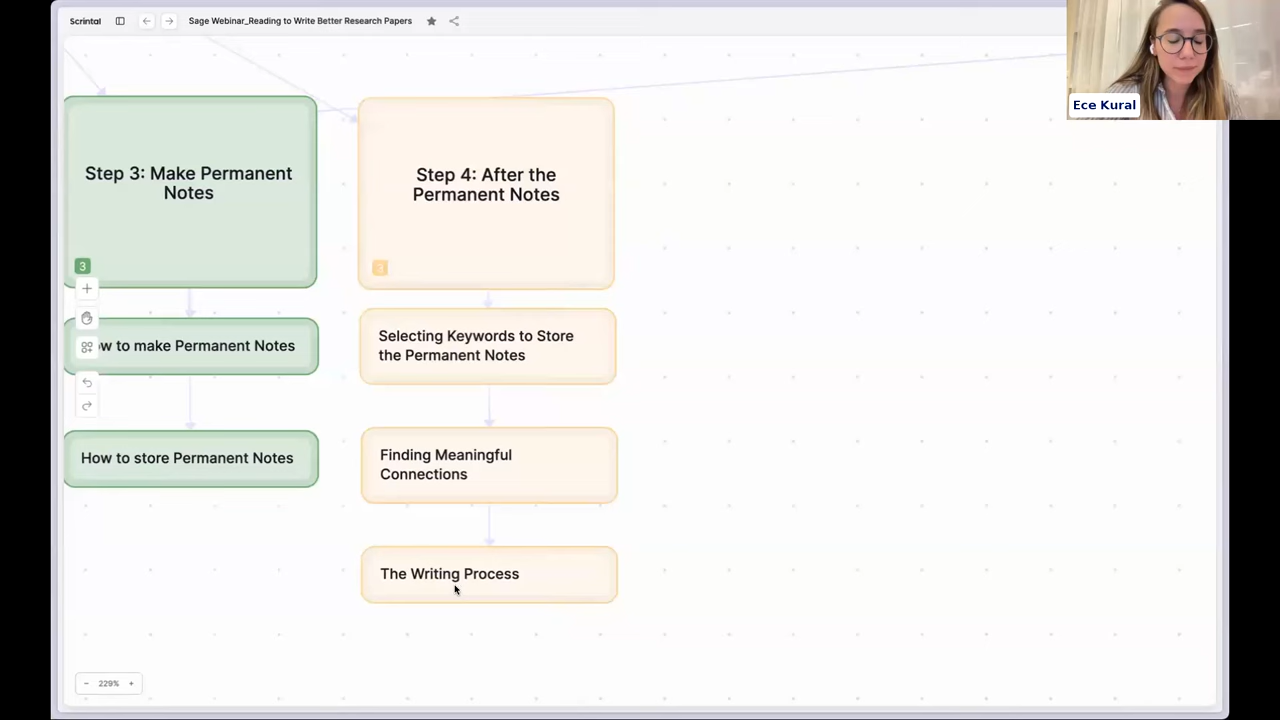 Scrintal
Sage Webinar_Reading to Write Better Research Papers
Ece Kural
Step 3: Make Permanent
Notes
3
Step 4: After the
Permanent Notes
ow to make Permanent Notes
How to store Permanent Notes
Selecting Keywords to Store
the Permanent Notes
Finding Meaningful
Connections
The Writing Process
− 229% +